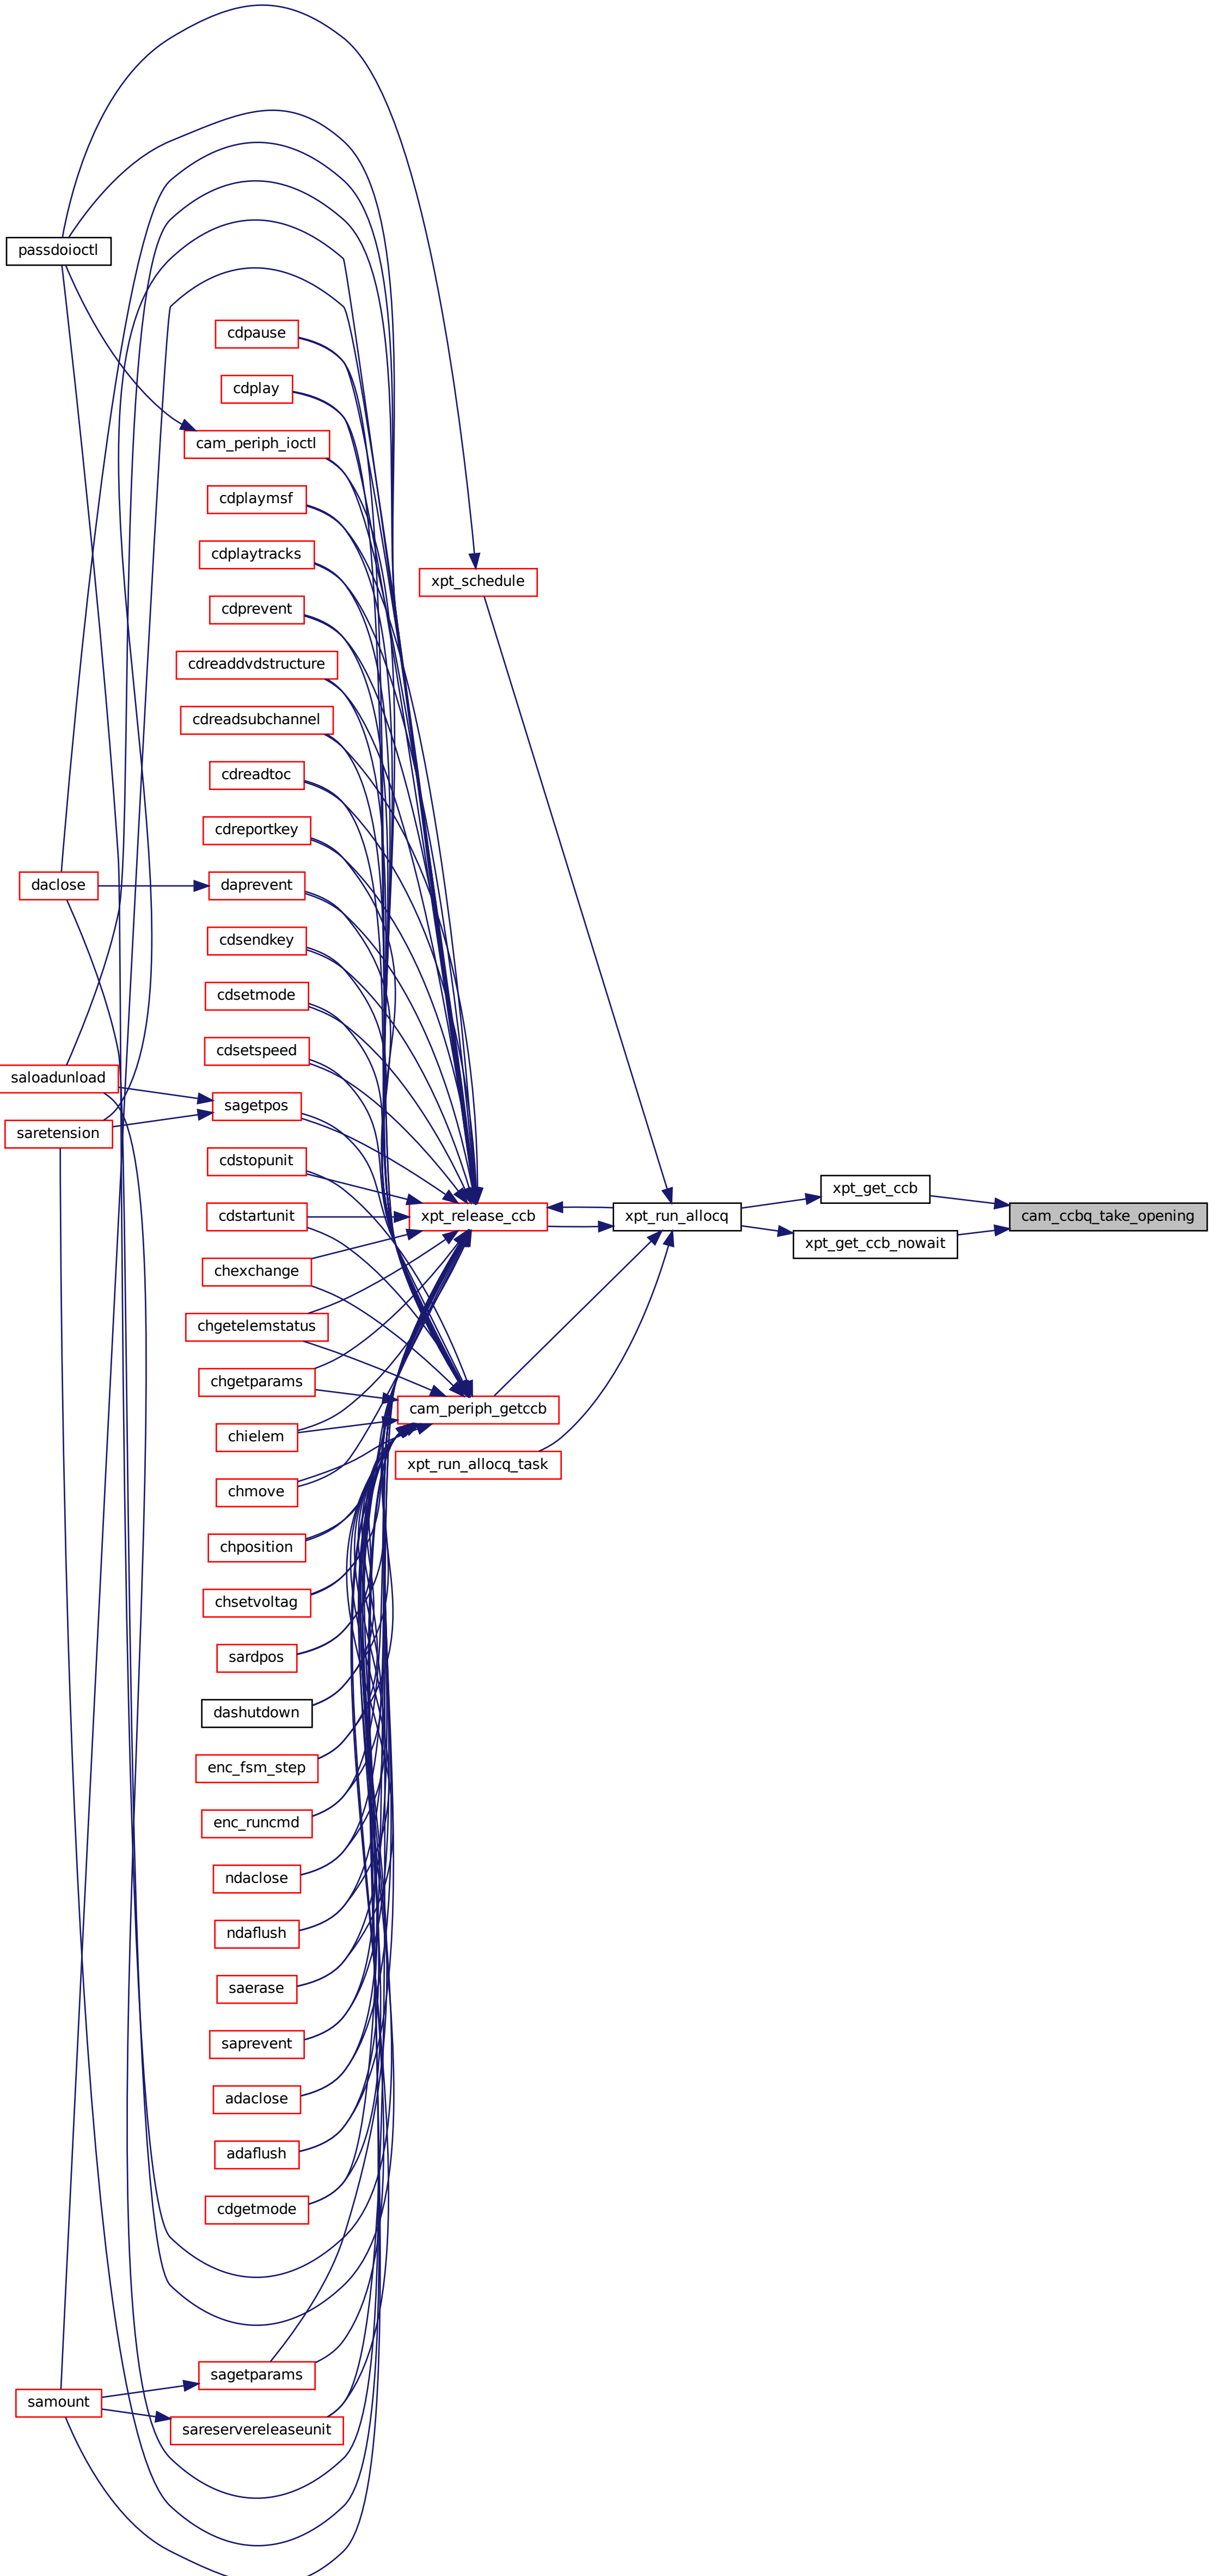 passdoioctl
cdpause
cdplay
cam_periph_ioctl
cdplaymsf
cdplaytracks
xpt_schedule
cdprevent
cdreaddvdstructure
cdreadsubchannel
cdreadtoc
cdreportkey
daclose
daprevent
cdsendkey
cdsetmode
cdsetspeed
saloadunload
sagetpos
saretension
cdstopunit
xpt_get_ccb
cdstartunit
xpt_release_ccb
xpt_run_allocq
cam_ccbq_take_opening
xpt_get_ccb_nowait
chexchange
chgetelemstatus
chgetparams
cam_periph_getccb
chielem
xpt_run_allocq_task
chmove
chposition
chsetvoltag
sardpos
dashutdown
enc_fsm_step
enc_runcmd
ndaclose
ndaflush
saerase
saprevent
adaclose
adaflush
cdgetmode
sagetparams
samount
sareservereleaseunit